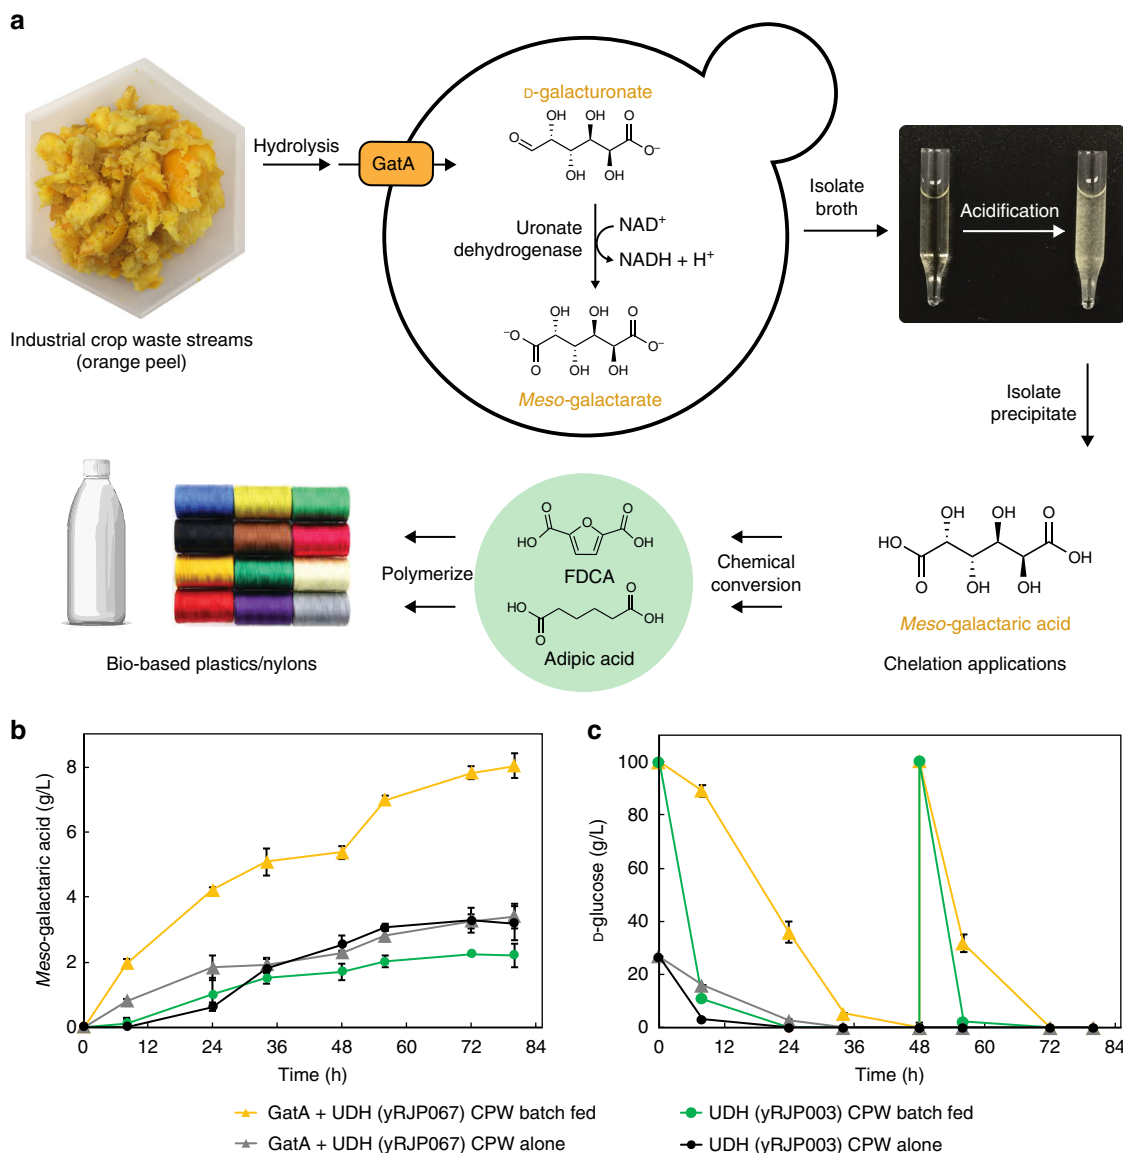 a
D-galacturonate
OH OH O
O O⁻
OH OH
Hydrolysis
GatA
Uronate
dehydrogenase
NAD⁺
NADH + H⁺
OH OH O
⁻O O⁻
O OH OH
Meso-galactarate
Isolate
broth
Acidification
Industrial crop waste streams
(orange peel)
Isolate
precipitate
O O O
HO OH
FDCA
HO O
O OH
Adipic acid
Polymerize
Chemical
conversion
OH OH O
HO OH
O OH OH
Meso-galactaric acid
Bio-based plastics/nylons
Chelation applications
b
Meso-galactaric acid (g/L)
8
6
4
2
0
0 12 24 36 48 60 72 84
Time (h)
c
D-glucose (g/L)
100
80
60
40
20
0
0 12 24 36 48 60 72 84
Time (h)
GatA + UDH (yRJP067) CPW batch fed
GatA + UDH (yRJP067) CPW alone
UDH (yRJP003) CPW batch fed
UDH (yRJP003) CPW alone